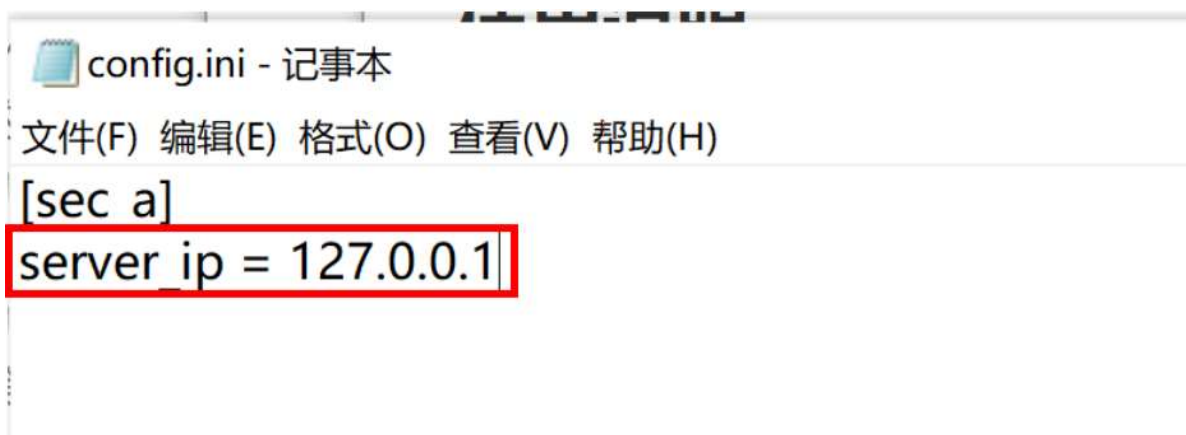 config.ini - 记事本
文件(F) 编辑(E) 格式(O) 查看(V) 帮助(H)
[sec_a]
server_ip = 127.0.0.1